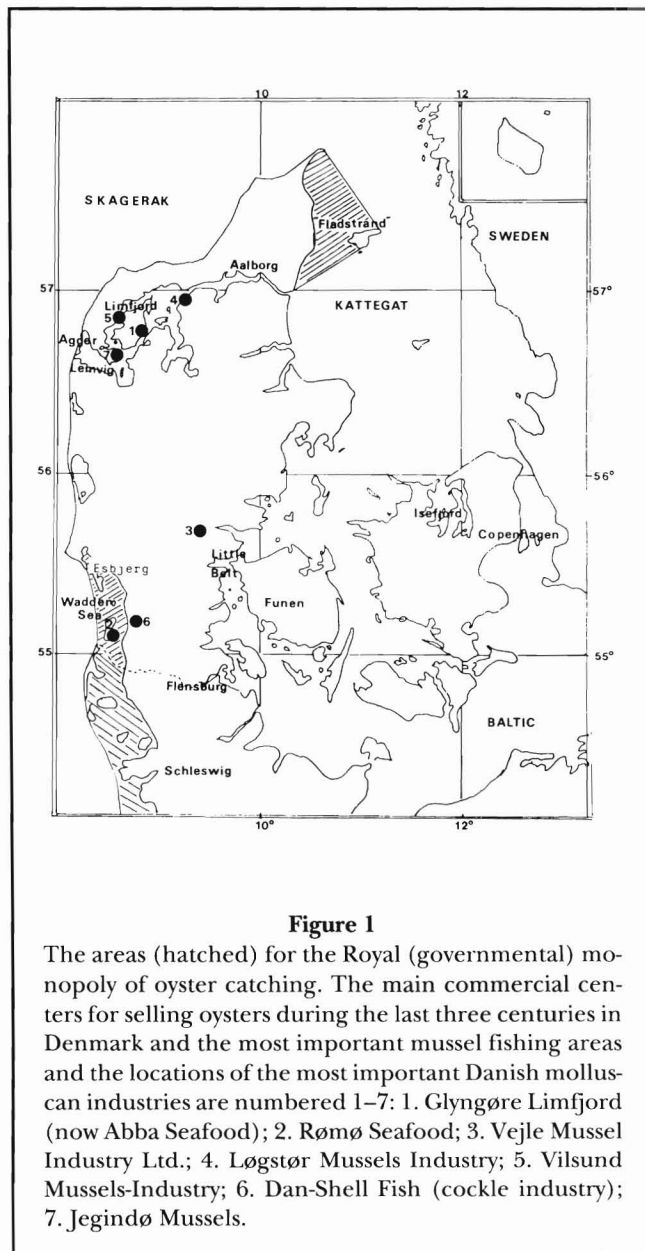 10
12
SKAGERAK
"Fladstrand"
SWEDEN
Aalborg
57
57°
4
KATTEGAT
Limfjord
5
1
Agger
7
Lemvig
56
56°
Isefjord
3
Copenhagen
Little
Belt
Esbjerg
Funen
Wadden
Sea
6
2
55
55°
Flensburg
BALTIC
Schleswig
10°
12°
Figure 1
The areas (hatched) for the Royal (governmental) mo-
nopoly of oyster catching. The main commercial cen-
ters for selling oysters during the last three centuries in
Denmark and the most important mussel fishing areas
and the locations of the most important Danish mollus-
can industries are numbered 1–7: 1. Glyngøre Limfjord
(now Abba Seafood); 2. Rømø Seafood; 3. Vejle Mussel
Industry Ltd.; 4. Løgstør Mussels Industry; 5. Vilsund
Mussels-Industry; 6. Dan-Shell Fish (cockle industry);
7. Jegindø Mussels.